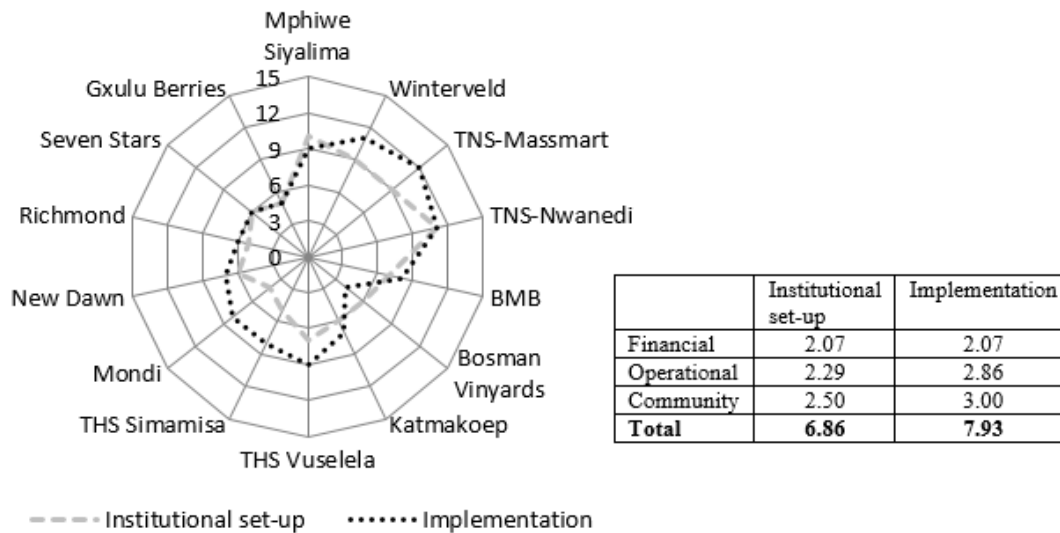 Mphiwe
Siyalima
Winterveld
TNS-Massmart
TNS-Nwanedi
BMB
Bosman
Vinyards
Katmakoep
THS Vuselela
THS Simamisa
Mondi
New Dawn
Richmond
Seven Stars
Gxulu Berries
15
12
9
6
3
0
Institutional set-up
Implementation
Institutional Implementation
set-up
Financial 2.07 2.07
Operational 2.29 2.86
Community 2.50 3.00
Total 6.86 7.93